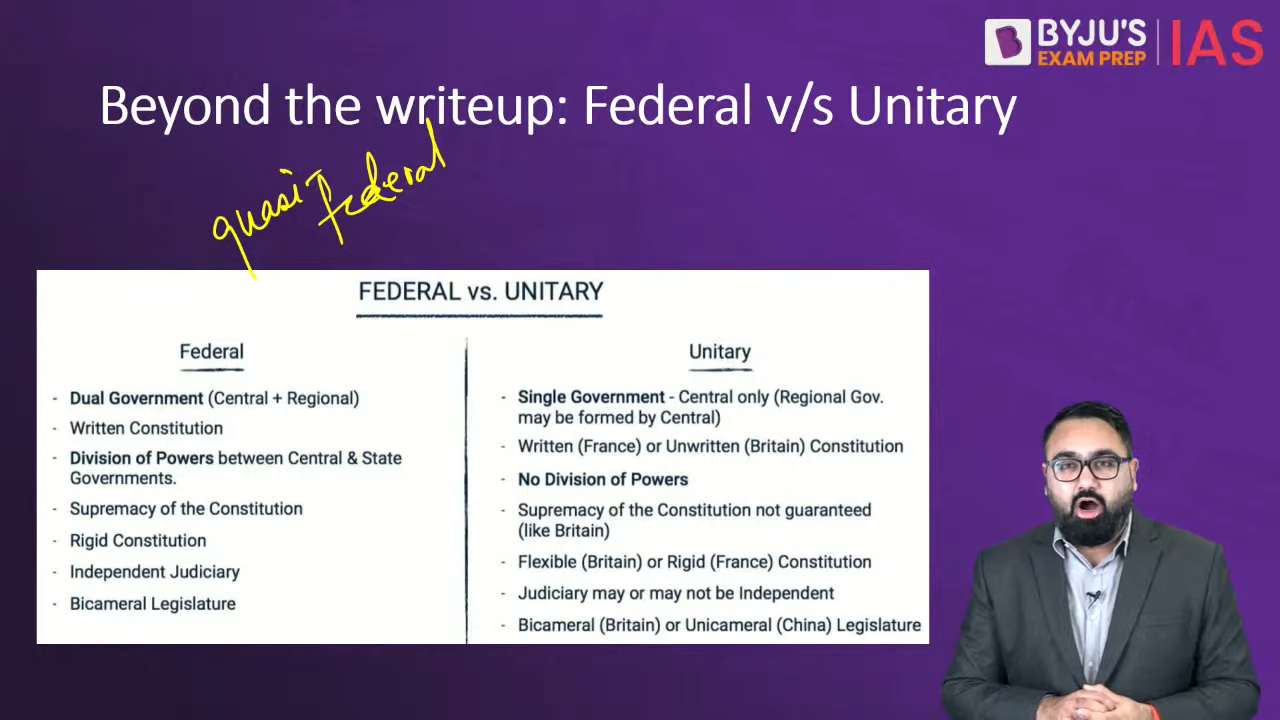 BYJU'S
EXAM PREP
IAS
Beyond the writeup: Federal v/s Unitary
quasi-federal
FEDERAL vs. UNITARY
Federal
- Dual Government (Central + Regional)
- Written Constitution
- Division of Powers between Central & State
Governments.
- Supremacy of the Constitution
- Rigid Constitution
- Independent Judiciary
- Bicameral Legislature
Unitary
- Single Government - Central only (Regional Gov.
may be formed by Central)
- Written (France) or Unwritten (Britain) Constitution
- No Division of Powers
- Supremacy of the Constitution not guaranteed
(like Britain)
- Flexible (Britain) or Rigid (France) Constitution
- Judiciary may or may not be Independent
- Bicameral (Britain) or Unicameral (China) Legislature